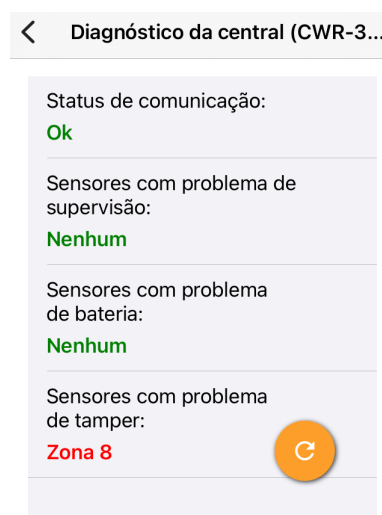 Diagnóstico da central (CWR-3...
Status de comunicação:
Ok
Sensores com problema de
supervisão:
Nenhum
Sensores com problema
de bateria:
Nenhum
Sensores com problema
de tamper:
Zona 8